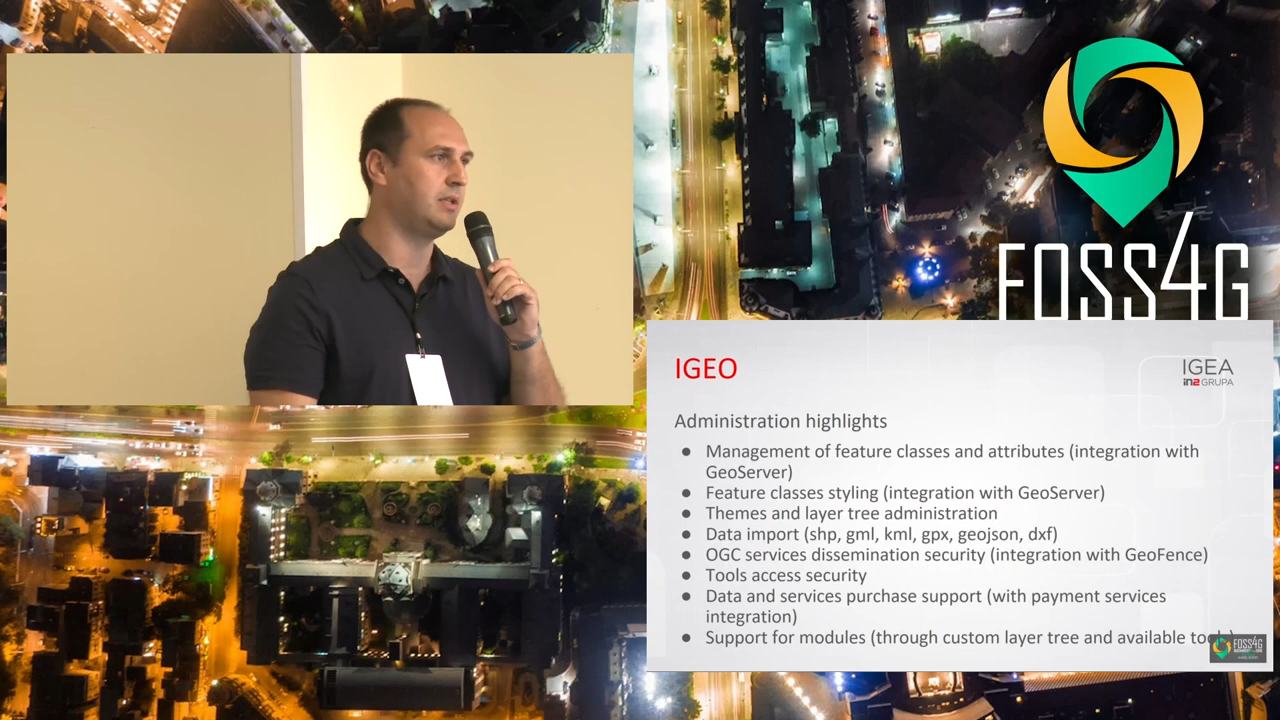 FOSS4G
IGEO
IGEA
in2 GRUPA
Administration highlights
● Management of feature classes and attributes (integration with
GeoServer)
● Feature classes styling (integration with GeoServer)
● Themes and layer tree administration
● Data import (shp, gml, kml, gpx, geojson, dxf)
● OGC services dissemination security (integration with GeoFence)
● Tools access security
● Data and services purchase support (with payment services
integration)
● Support for modules (through custom layer tree and available
FOSS4G